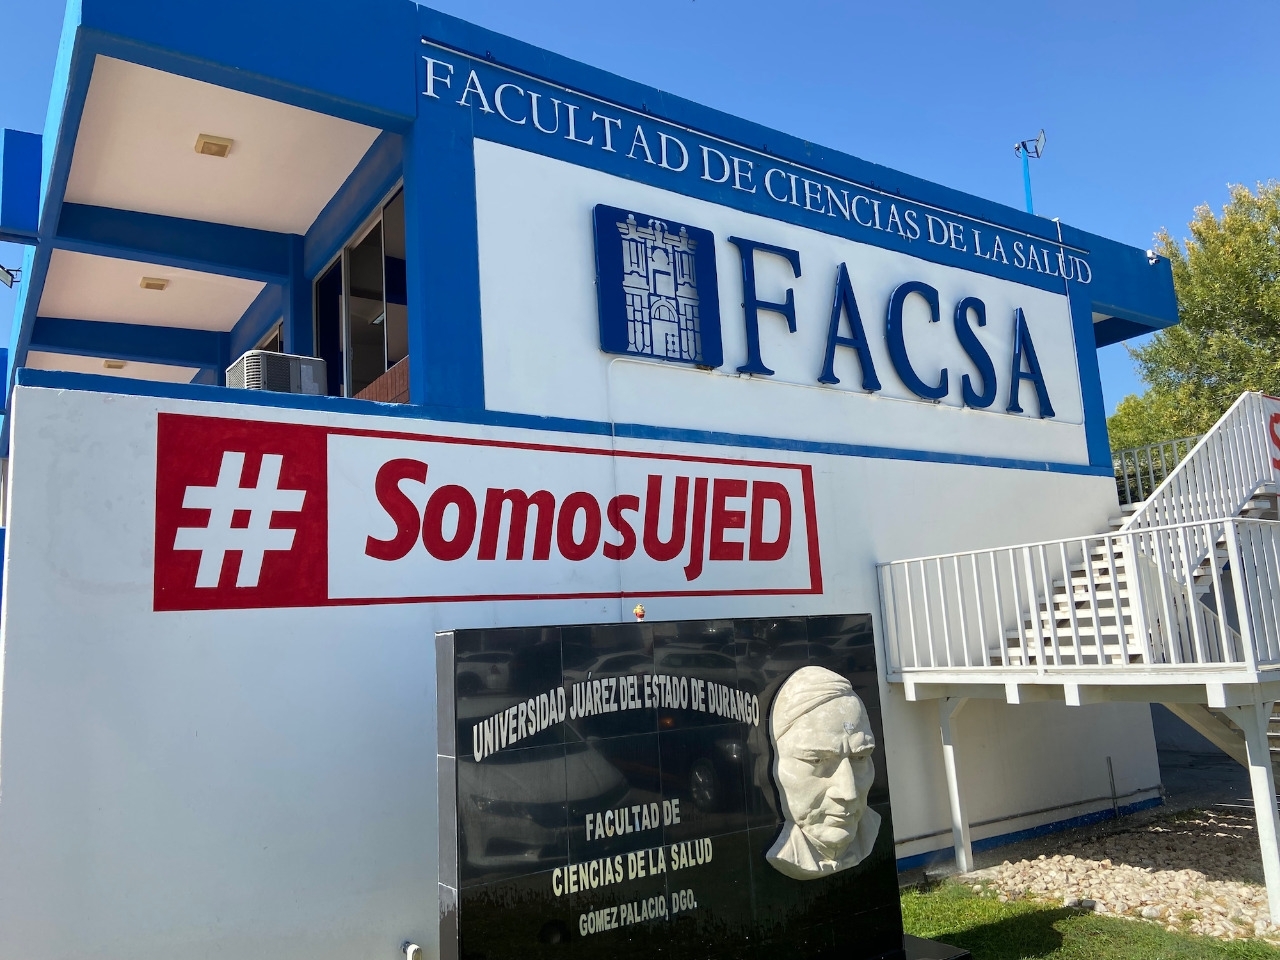 FACULTAD DE CIENCIAS DE LA SALUD
FACSA
#SomosUJED
UNIVERSIDAD JUÁREZ DEL ESTADO DE DURANGO
FACULTAD DE
CIENCIAS DE LA SALUD
GÓMEZ PALACIO, DGO.